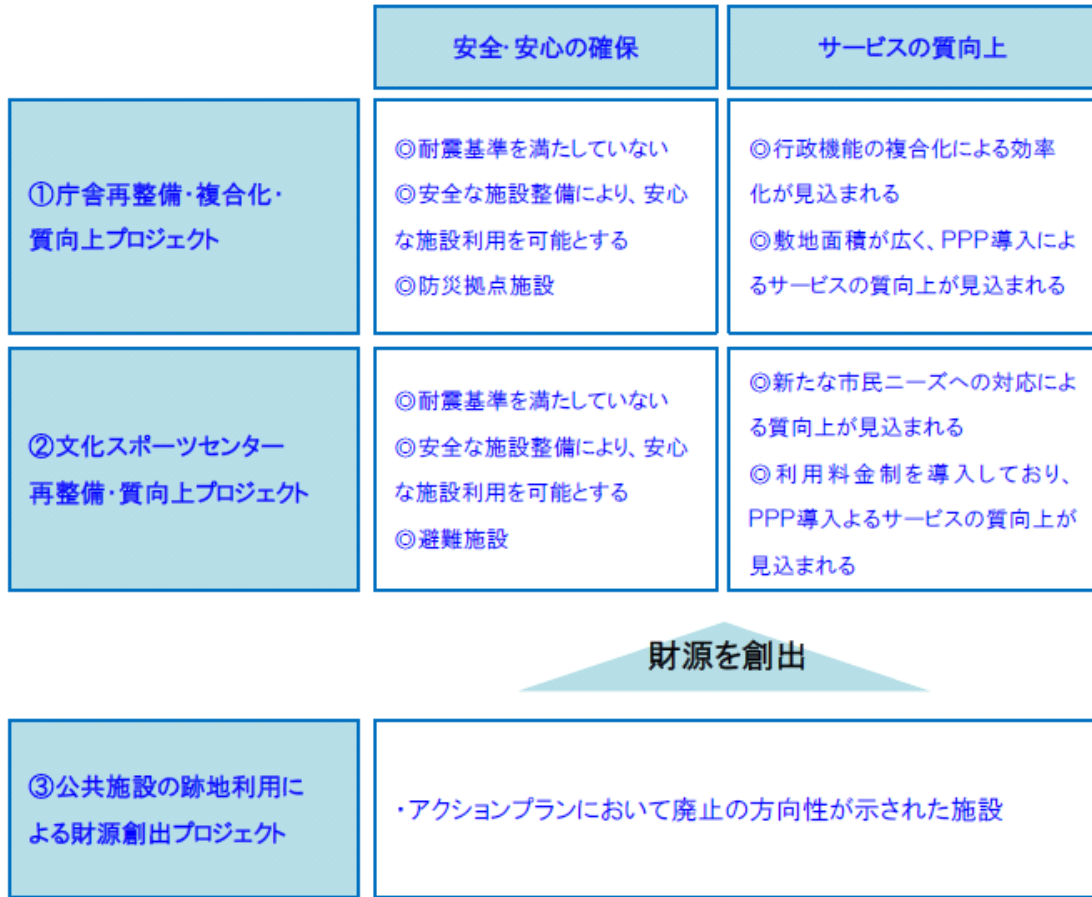 安全・安心の確保
サービスの質向上
①庁舎再整備・複合化・
質向上プロジェクト
◎耐震基準を満たしていない
◎安全な施設整備により、安心
な施設利用を可能とする
◎防災拠点施設
◎行政機能の複合化による効率
化が見込まれる
◎敷地面積が広く、PPP導入によ
るサービスの質向上が見込まれる
②文化スポーツセンター
再整備・質向上プロジェクト
◎耐震基準を満たしていない
◎安全な施設整備により、安心
な施設利用を可能とする
◎避難施設
◎新たな市民ニーズへの対応によ
る質向上が見込まれる
◎利用料金制を導入しており、
PPP導入よるサービスの質向上が
見込まれる
財源を創出
③公共施設の跡地利用に
よる財源創出プロジェクト
・アクションプランにおいて廃止の方向性が示された施設